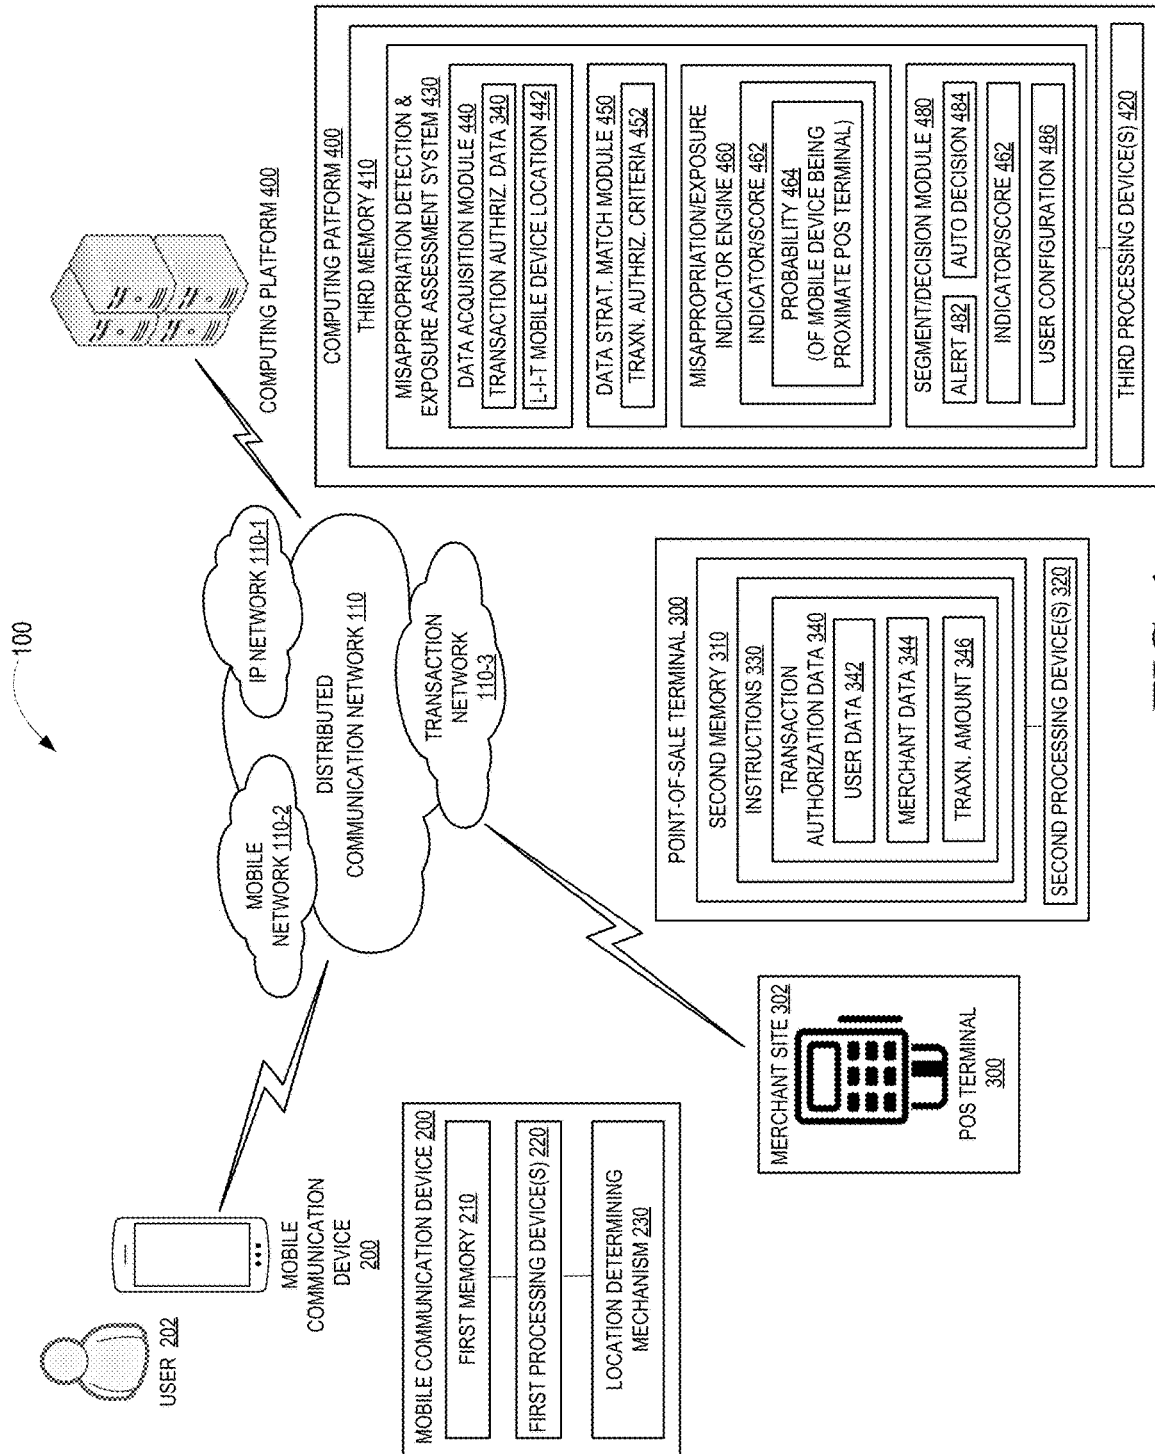 100
USER 202
MOBILE
COMMUNICATION
DEVICE
200
MOBILE
NETWORK 110-2
IP NETWORK 110-1
DISTRIBUTED
COMMUNICATION NETWORK 110
TRANSACTION
NETWORK
110-3
COMPUTING PLATFORM 400
MOBILE COMMUNICATION DEVICE 200
FIRST MEMORY 210
FIRST PROCESSING DEVICE(S) 220
LOCATION DETERMINING
MECHANISM 230
MERCHANT SITE 302
POS TERMINAL
300
POINT-OF-SALE TERMINAL 300
SECOND MEMORY 310
INSTRUCTIONS 330
TRANSACTION
AUTHORIZATION DATA 340
USER DATA 342
MERCHANT DATA 344
TRAXN. AMOUNT 346
SECOND PROCESSING DEVICE(S) 320
COMPUTING PATFORM 400
THIRD MEMORY 410
MISAPPROPRIATION DETECTION &
EXPOSURE ASSESSMENT SYSTEM 430
DATA ACQUISITION MODULE 440
TRANSACTION AUTHRIZ. DATA 340
L-I-T MOBILE DEVICE LOCATION 442
DATA STRAT. MATCH MODULE 450
TRAXN. AUTHRIZ. CRITERIA 452
MISAPPROPRIATION/EXPOSURE
INDICATOR ENGINE 460
INDICATOR/SCORE 462
PROBABILITY 464
(OF MOBILE DEVICE BEING
PROXIMATE POS TERMINAL)
SEGMENT/DECISION MODULE 480
ALERT 482
AUTO DECISION 484
INDICATOR/SCORE 462
USER CONFIGURATION 486
THIRD PROCESSING DEVICE(S) 420